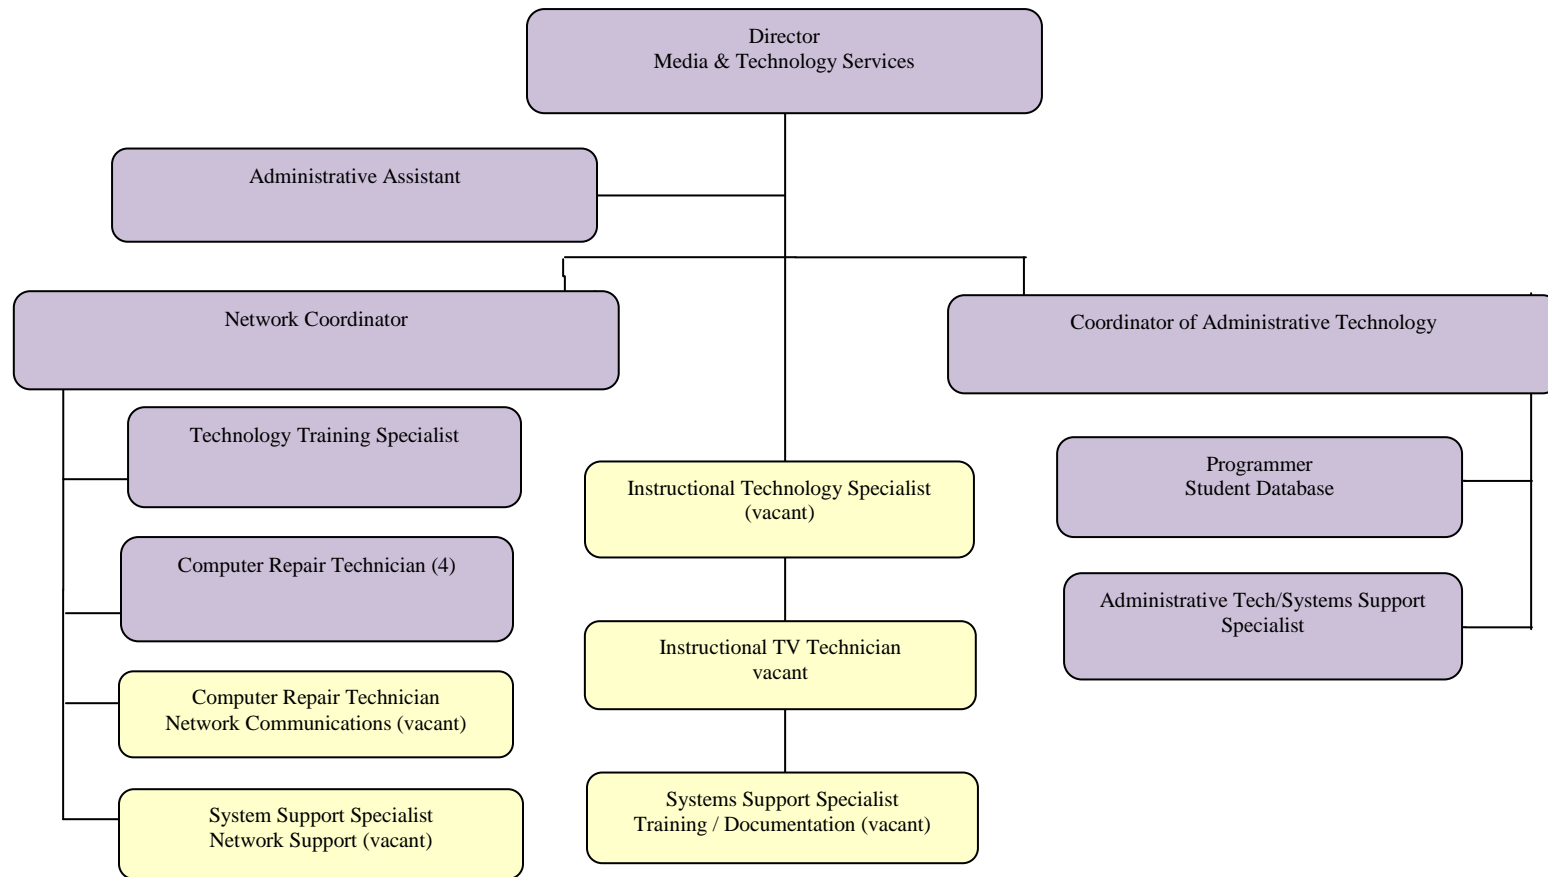 Director
Media & Technology Services
Administrative Assistant
Network Coordinator
Coordinator of Administrative Technology
Technology Training Specialist
Computer Repair Technician (4)
Computer Repair Technician
Network Communications (vacant)
System Support Specialist
Network Support (vacant)
Instructional Technology Specialist
(vacant)
Instructional TV Technician
vacant
Systems Support Specialist
Training / Documentation (vacant)
Programmer
Student Database
Administrative Tech/Systems Support
Specialist